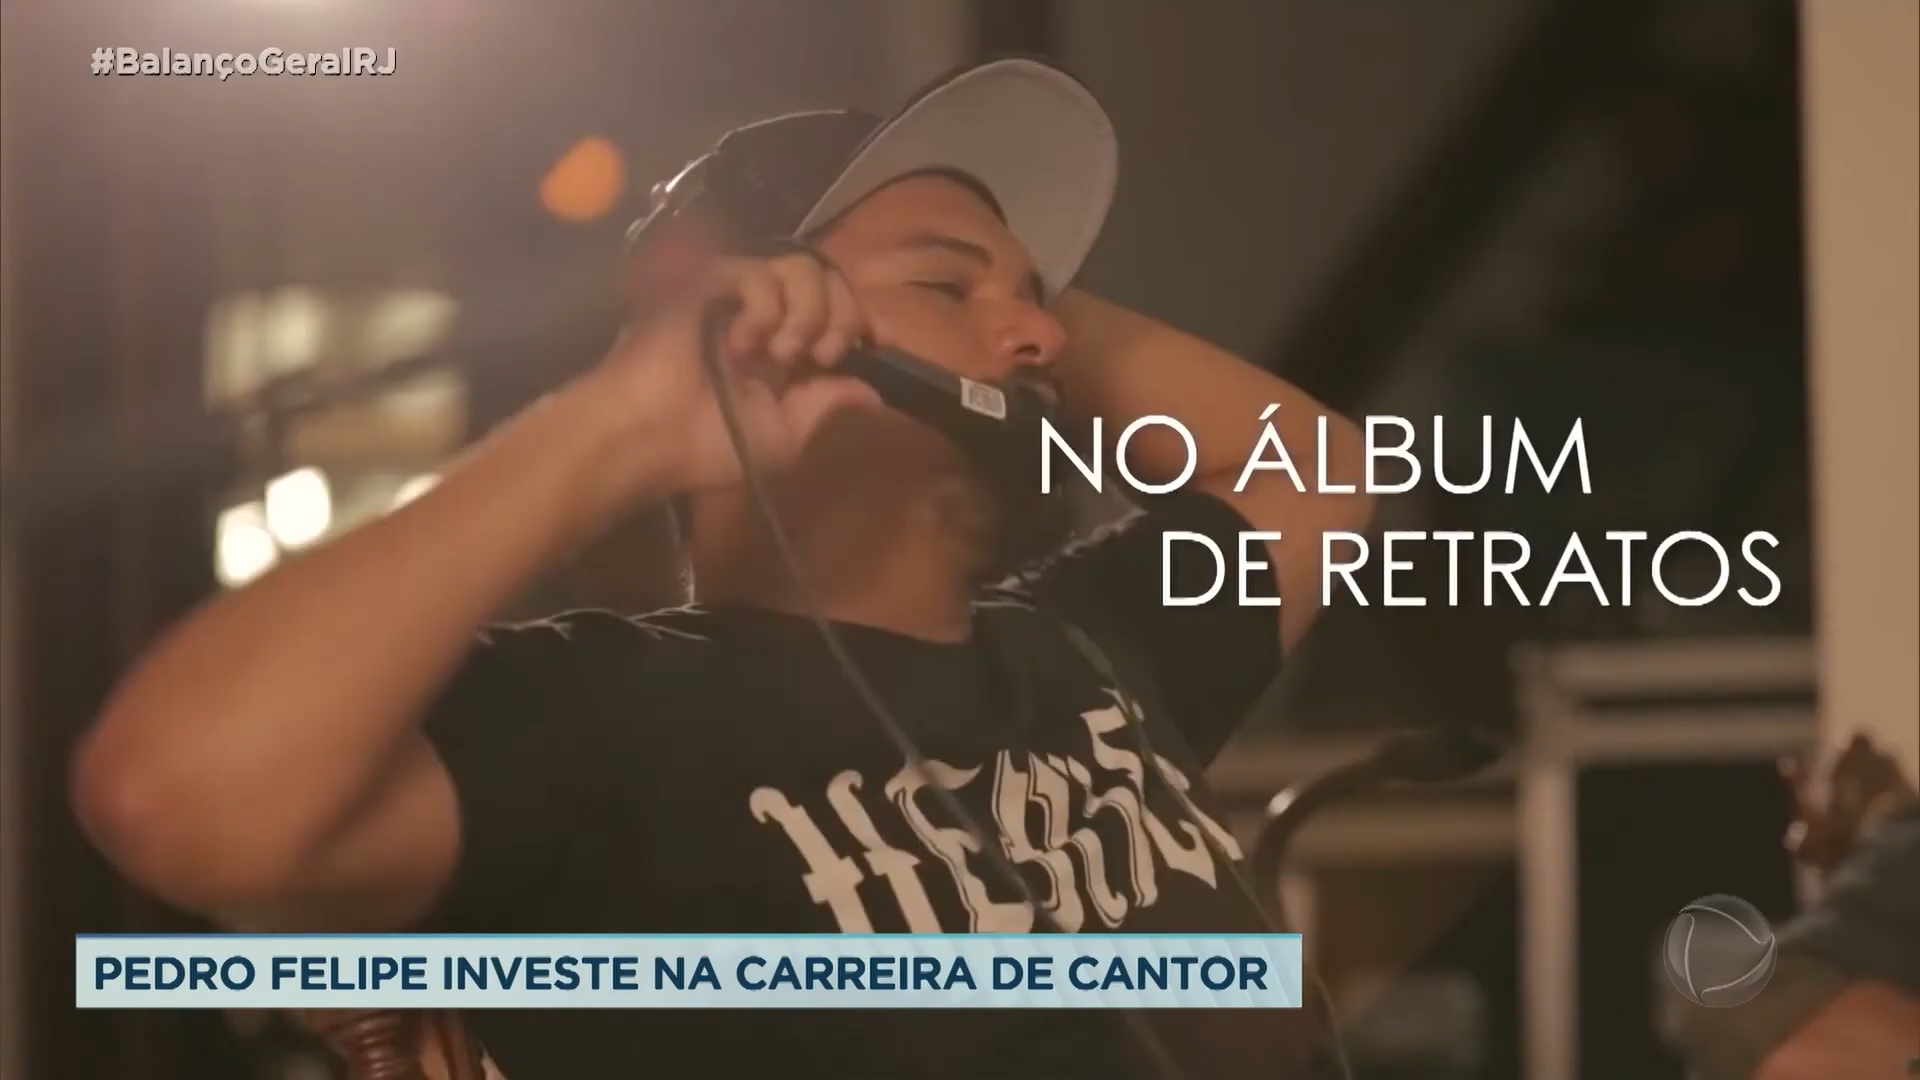 #BalançoGeralRJ
NO ÁLBUM
DE RETRATOS
PEDRO FELIPE INVESTE NA CARREIRA DE CANTOR